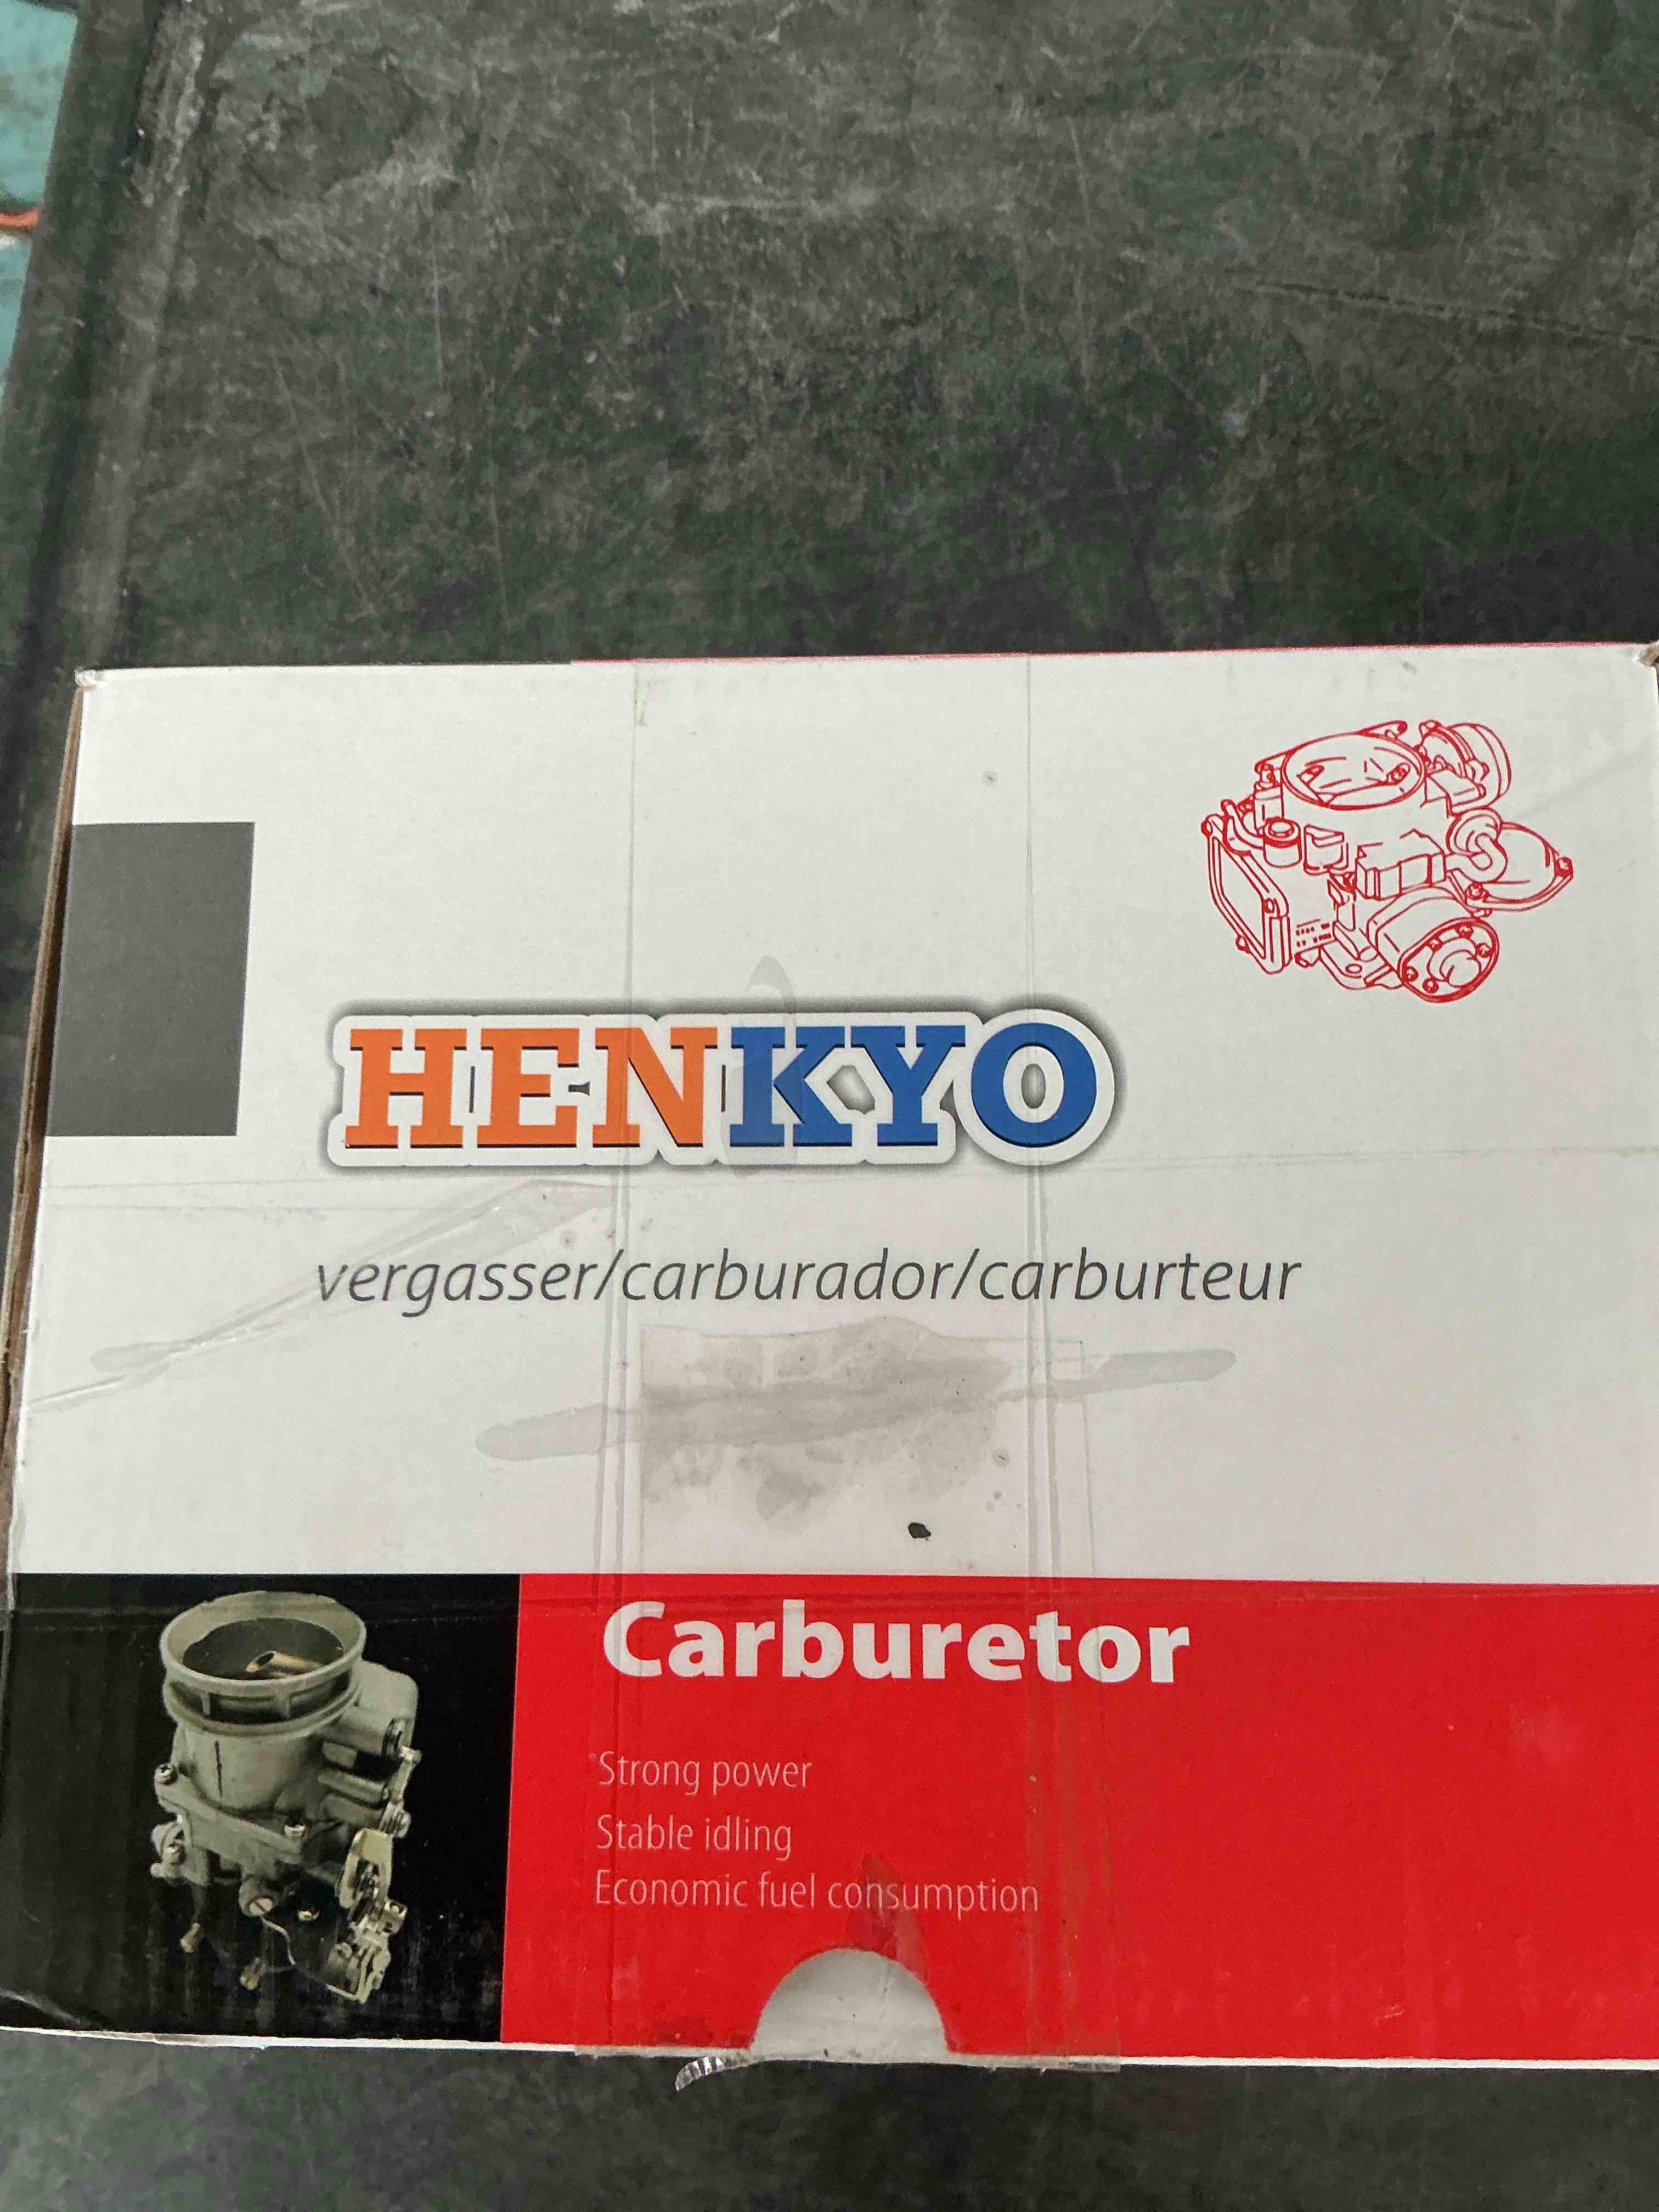 HENKYO
vergasser/carburador/carburteur
Carburetor
Strong power
Stable idling
Economic fuel consumption